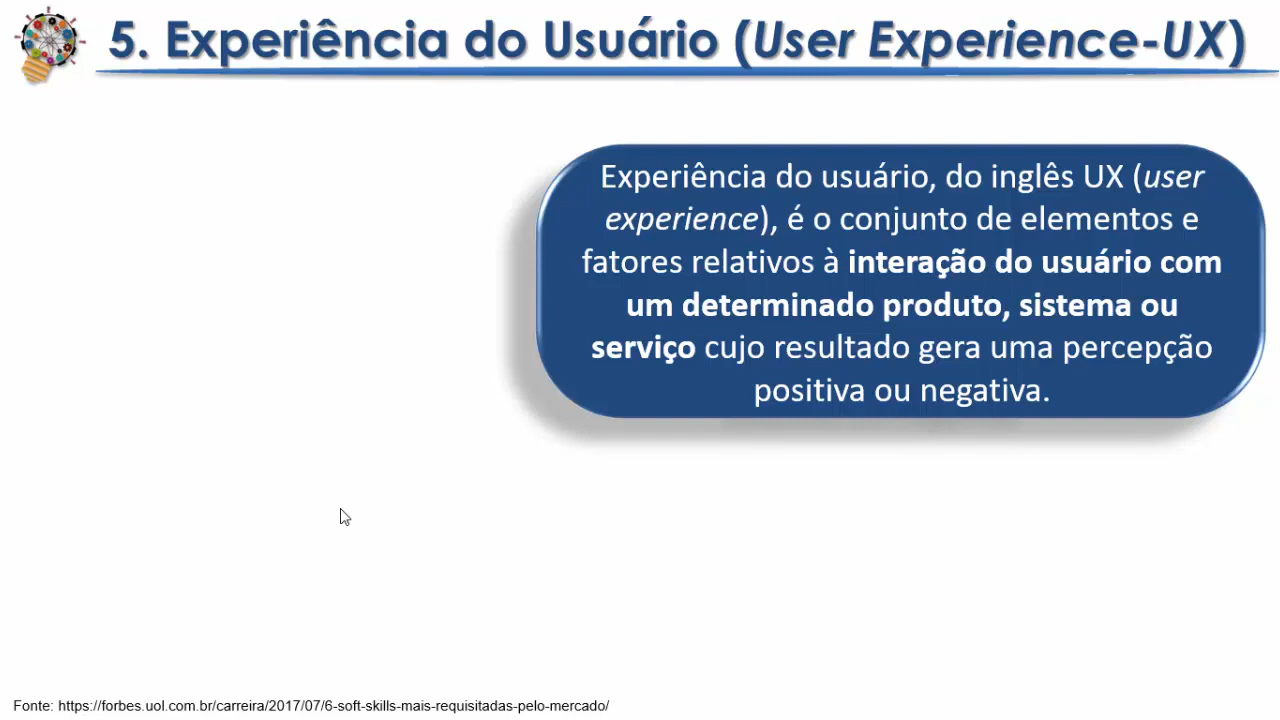 5. Experiência do Usuário (User Experience-UX)
Experiência do usuário, do inglês UX (user
experience), é o conjunto de elementos e
fatores relativos à interação do usuário com
um determinado produto, sistema ou
serviço cujo resultado gera uma percepção
positiva ou negativa.
Fonte: https://forbes.uol.com.br/carreira/2017/07/6-soft-skills-mais-requisitadas-pelo-mercado/